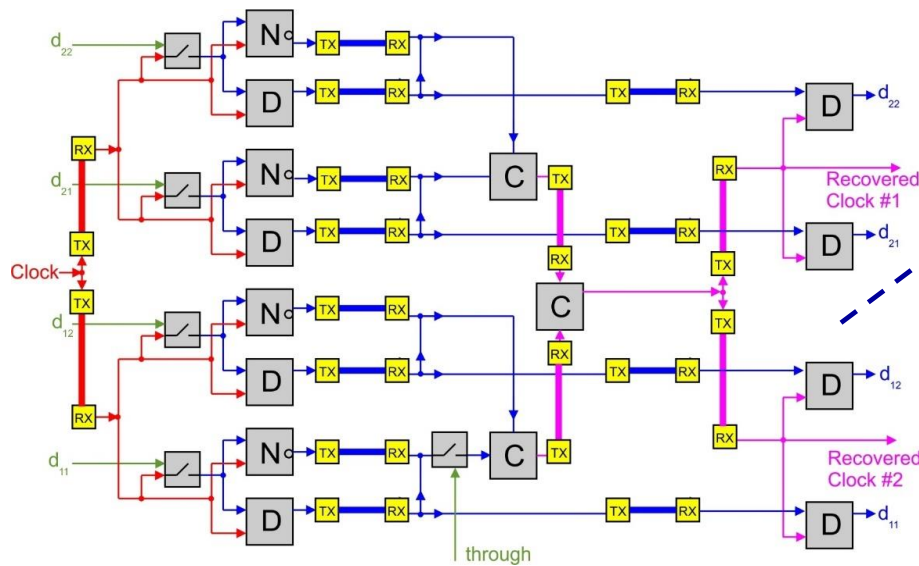 d22
N
TX RX
D
TX RX
TX RX
D
d22
RX
d21
N
TX RX
C
TX
RX
Recovered
Clock #1
D
TX RX
TX RX
D
d21
TX
RX
TX
Clock
C
TX
d12
N
TX RX
RX
TX
D
TX RX
TX RX
D
d12
RX
d11
N
TX RX
C
TX
RX
Recovered
Clock #2
D
TX RX
TX RX
D
d11
through